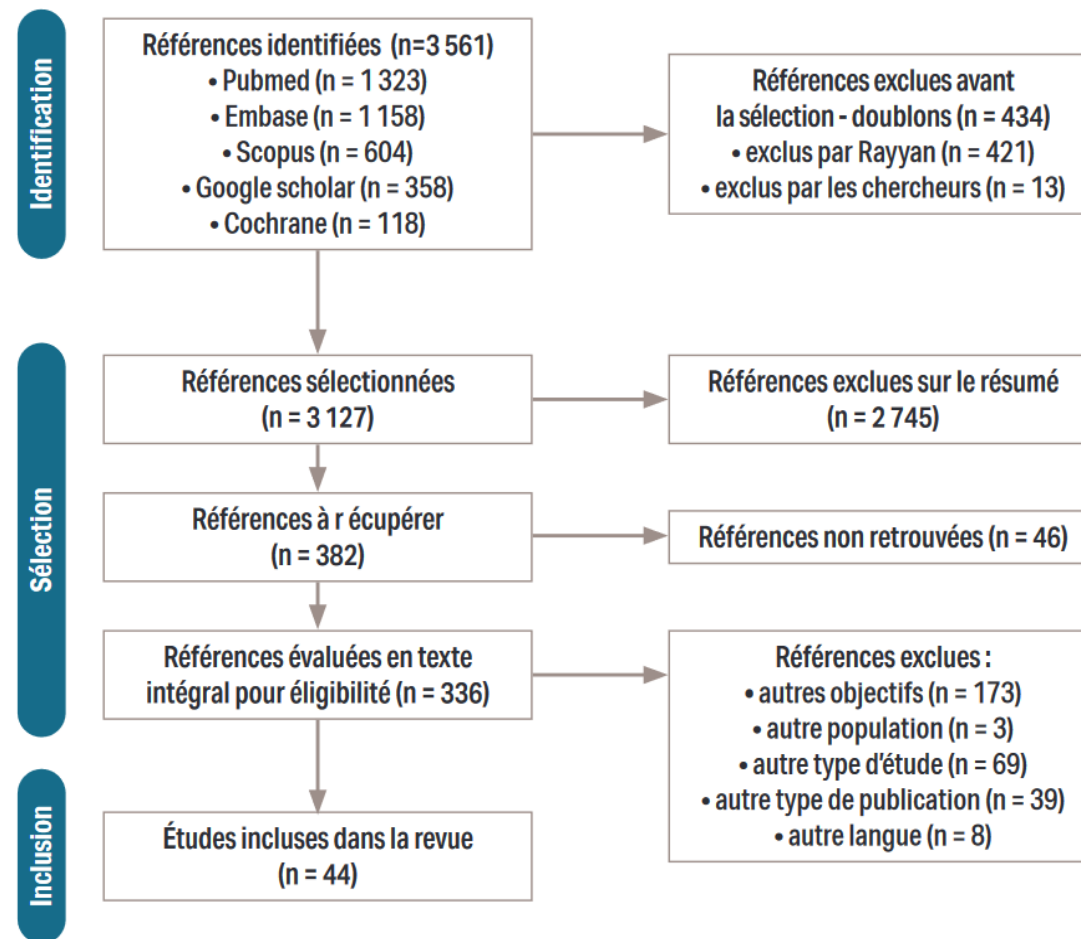 Identification
Références identifiées (n=3 561)
• Pubmed (n = 1 323)
• Embase (n = 1 158)
• Scopus (n = 604)
• Google scholar (n = 358)
• Cochrane (n = 118)
Références exclues avant
la sélection - doublons (n = 434)
• exclus par Rayyan (n = 421)
• exclus par les chercheurs (n = 13)
Sélection
Références sélectionnées
(n = 3 127)
Références exclues sur le résumé
(n = 2 745)
Références à r écupérer
(n = 382)
Références non retrouvées (n = 46)
Références évaluées en texte
intégral pour éligibilité (n = 336)
Références exclues :
• autres objectifs (n = 173)
• autre population (n = 3)
• autre type d'étude (n = 69)
• autre type de publication (n = 39)
• autre langue (n = 8)
Inclusion
Études incluses dans la revue
(n = 44)